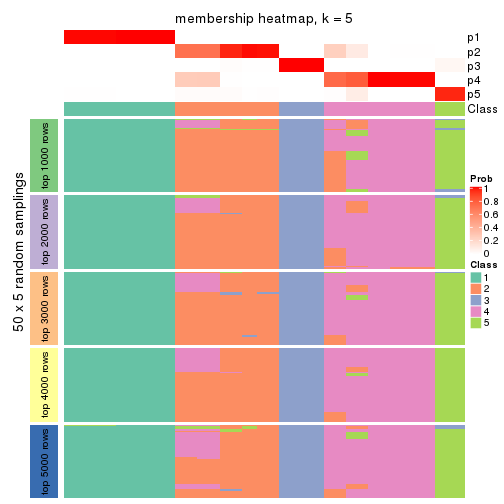 membership heatmap, k = 5
p1
p2
p3
p4
p5
Class
50 x 5 random samplings
top 1000 rows
top 2000 rows
top 3000 rows
top 4000 rows
top 5000 rows
Prob
1
0.8
0.6
0.4
0.2
0
Class
1
2
3
4
5